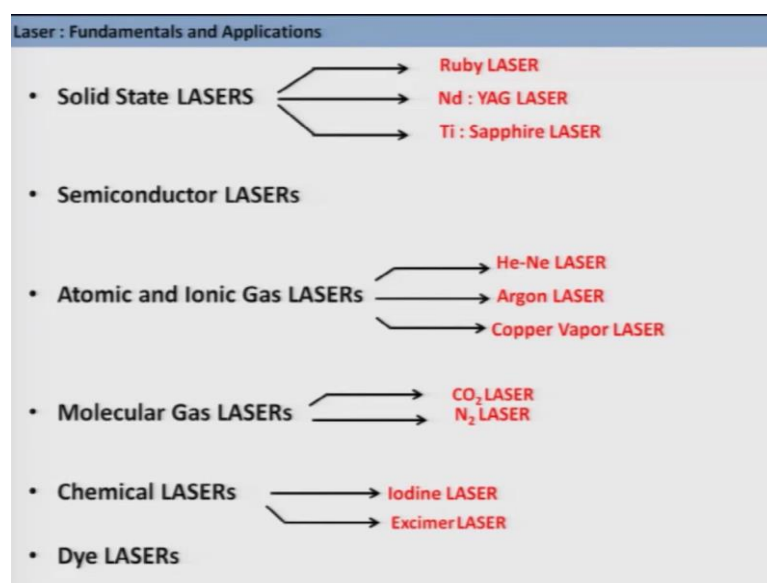 Laser : Fundamentals and Applications
• Solid State LASERS
Ruby LASER
Nd : YAG LASER
Ti : Sapphire LASER
• Semiconductor LASERs
• Atomic and Ionic Gas LASERs
He-Ne LASER
Argon LASER
Copper Vapor LASER
• Molecular Gas LASERs
CO₂ LASER
N₂ LASER
• Chemical LASERs
Iodine LASER
Excimer LASER
• Dye LASERs